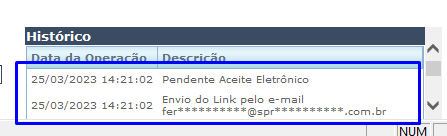 Histórico
Data da Operação Descrição
25/03/2023 14:21:02 Pendente Aceite Eletrônico
25/03/2023 14:21:02 Envio do Link pelo e-mail
fer**********@spr**********.com.br
NUM